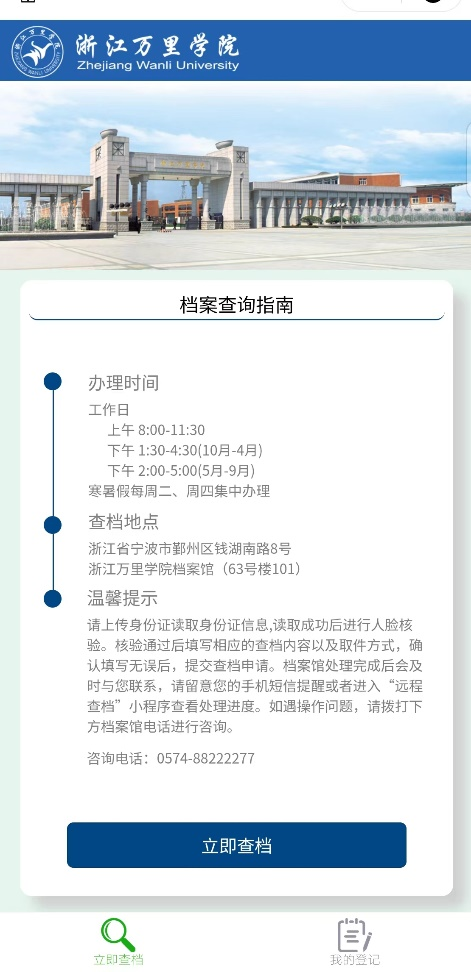 浙江万里学院
Zhejiang Wanli University
档案查询指南
办理时间
工作日
上午 8:00-11:30
下午 1:30-4:30(10月-4月)
下午 2:00-5:00(5月-9月)
寒暑假每周二、周四集中办理
查档地点
浙江省宁波市鄞州区钱湖南路8号
浙江万里学院档案馆（63号楼101）
温馨提示
请上传身份证读取身份证信息,读取成功后进行人脸核
验。核验通过后填写相应的查档内容以及取件方式，确
认填写无误后，提交查档申请。档案馆处理完成后会及
时与您联系，请留意您的手机短信提醒或者进入“远程
查档”小程序查看处理进度。如遇操作问题，请拨打下
方档案馆电话进行咨询。
咨询电话：0574-88222277
立即查档
立即查档
我的登记